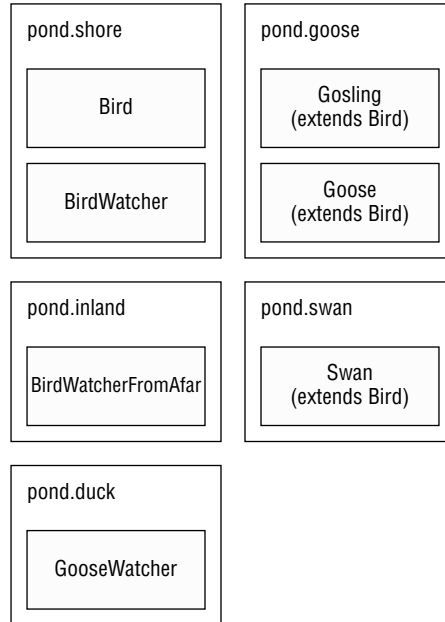 pond.shore
Bird
BirdWatcher
pond.goose
Gosling
(extends Bird)
Goose
(extends Bird)
pond.inland
BirdWatcherFromAfar
pond.swan
Swan
(extends Bird)
pond.duck
GooseWatcher